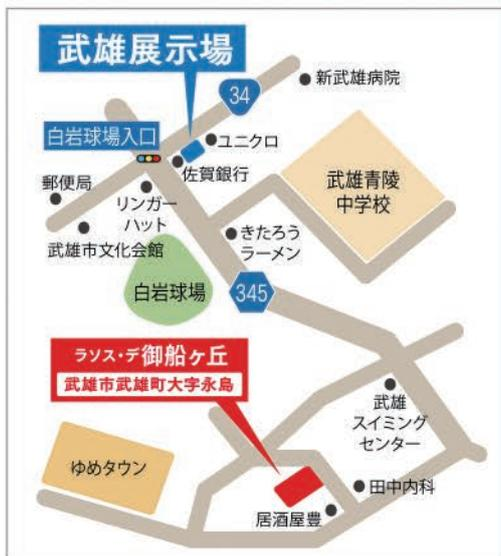 武雄展示場
34
新武雄病院
白岩球場入口
ユニクロ
佐賀銀行
郵便局
リンガー
ハット
武雄青陵
中学校
武雄市文化会館
きたろう
ラーメン
白岩球場
345
ラソス・デ 御船ヶ丘
武雄市武雄町大字永島
武雄
スイミング
センター
ゆめタウン
田中内科
居酒屋豊